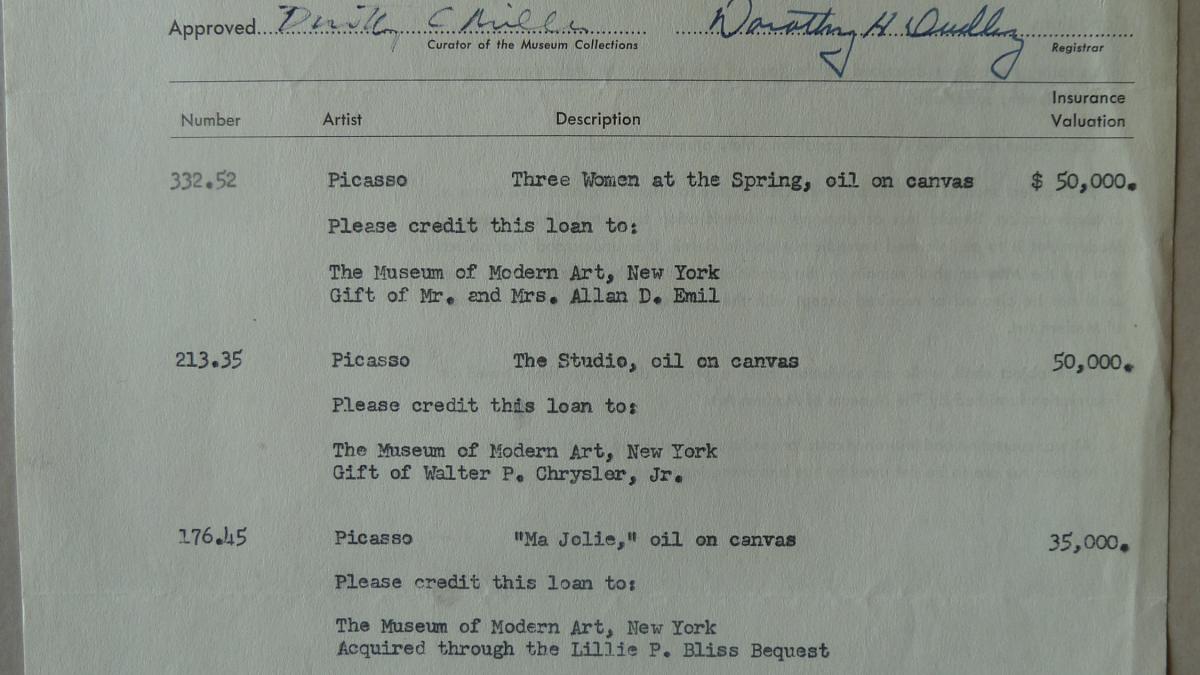 Approved Dorothy C Miller Dorothy H Dudley
Curator of the Museum Collections Registrar
Number Artist Description Insurance Valuation
332.52 Picasso Three Women at the Spring, oil on canvas $ 50,000.
Please credit this loan to:
The Museum of Modern Art, New York
Gift of Mr. and Mrs. Allan D. Emil
213.35 Picasso The Studio, oil on canvas 50,000.
Please credit this loan to:
The Museum of Modern Art, New York
Gift of Walter P. Chrysler, Jr.
176.45 Picasso "Ma Jolie," oil on canvas 35,000.
Please credit this loan to:
The Museum of Modern Art, New York
Acquired through the Lillie P. Bliss Bequest